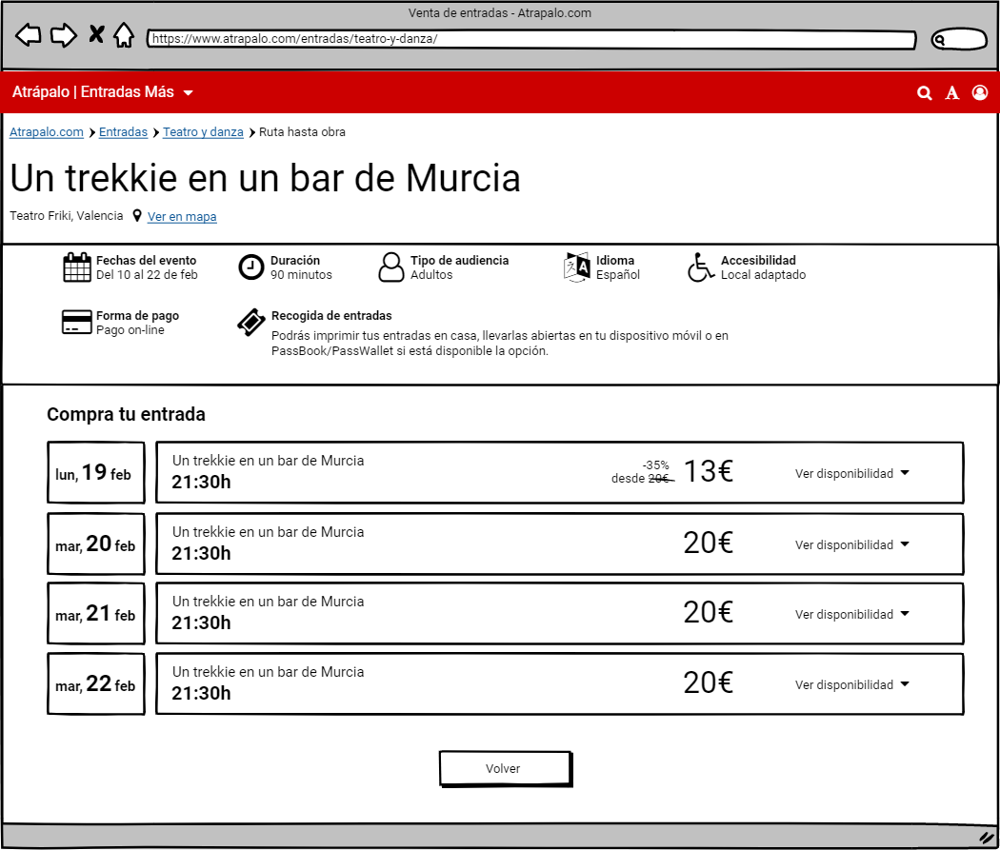 Venta de entradas - Atrapalo.com
https://www.atrapalo.com/entradas/teatro-y-danza/
Atrápalo | Entradas Más
Atrapalo.com Entradas Teatro y danza Ruta hasta obra
Un trekkie en un bar de Murcia
Teatro Friki, Valencia Ver en mapa
Fechas del evento
Del 10 al 22 de feb
Duración
90 minutos
Tipo de audiencia
Adultos
Idioma
Español
Accesibilidad
Local adaptado
Forma de pago
Pago on-line
Recogida de entradas
Podrás imprimir tus entradas en casa, llevarlas abiertas en tu dispositivo móvil o en
PassBook/PassWallet si está disponible la opción.
Compra tu entrada
lun, 19 feb
Un trekkie en un bar de Murcia
21:30h
-35%
desde 20€
13€
Ver disponibilidad
mar, 20 feb
Un trekkie en un bar de Murcia
21:30h
20€
Ver disponibilidad
mar, 21 feb
Un trekkie en un bar de Murcia
21:30h
20€
Ver disponibilidad
mar, 22 feb
Un trekkie en un bar de Murcia
21:30h
20€
Ver disponibilidad
Volver